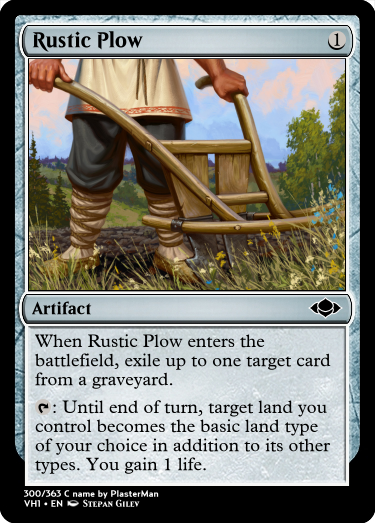 Rustic Plow 1
Artifact
When Rustic Plow enters the
battlefield, exile up to one target card
from a graveyard.
: Until end of turn, target land you
control becomes the basic land type
of your choice in addition to its other
types. You gain 1 life.
300/363 C name by PlasterMan
VH1 • EN Stepan Gilev